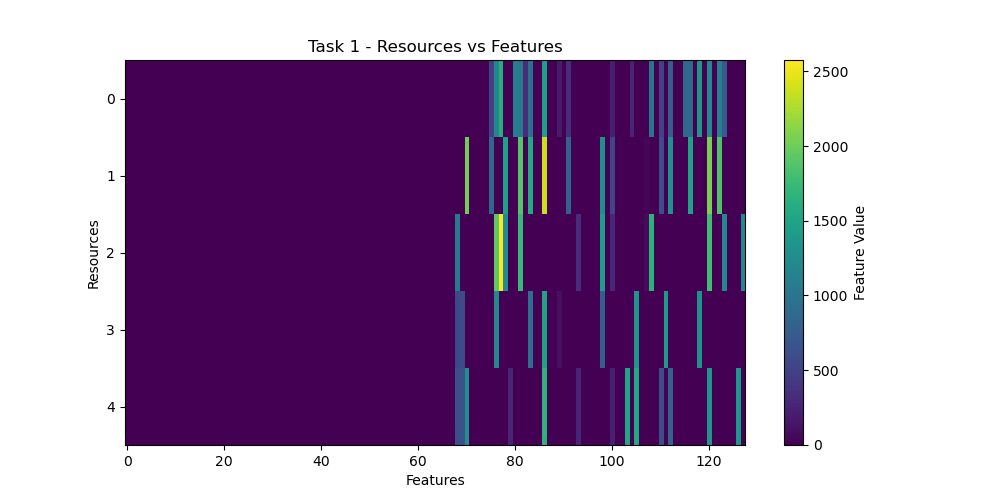 Task 1 - Resources vs Features
Resources
0
1
2
3
4
0 20 40 60 80 100 120
Features
2500
2000
1500
1000
500
0
Feature Value